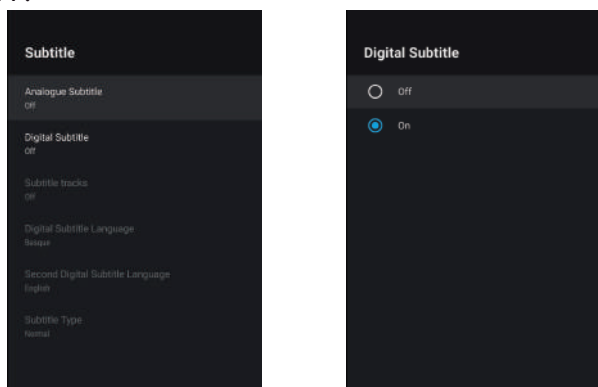 Subtitle
Analogue Subtitle
Off
Digital Subtitle
Off
Subtitle tracks
Off
Digital Subtitle Language
Basque
Second Digital Subtitle Language
English
Subtitle Type
Normal
Digital Subtitle
Off
On